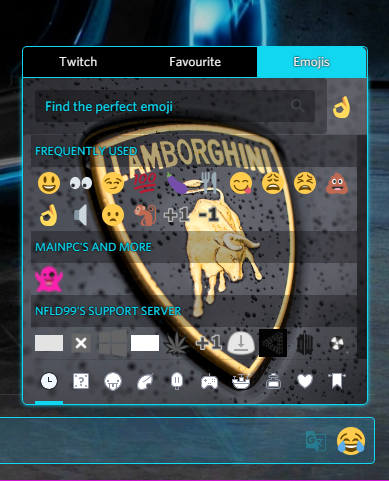 Twitch Favourite Emojis
Find the perfect emoji
LAMBORGHINI
FREQUENTLY USED
+1 -1
MAINPC'S AND MORE
NFLD99'S SUPPORT SERVER
+1